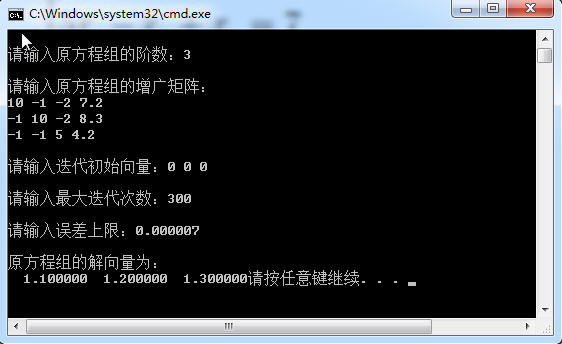 C:\Windows\system32\cmd.exe
请输入原方程组的阶数：3
请输入原方程组的增广矩阵：
10 -1 -2 7.2
-1 10 -2 8.3
-1 -1 5 4.2
请输入迭代初始向量：0 0 0
请输入最大迭代次数：300
请输入误差上限：0.000007
原方程组的解向量为：
1.100000 1.200000 1.300000请按任意键继续. . .